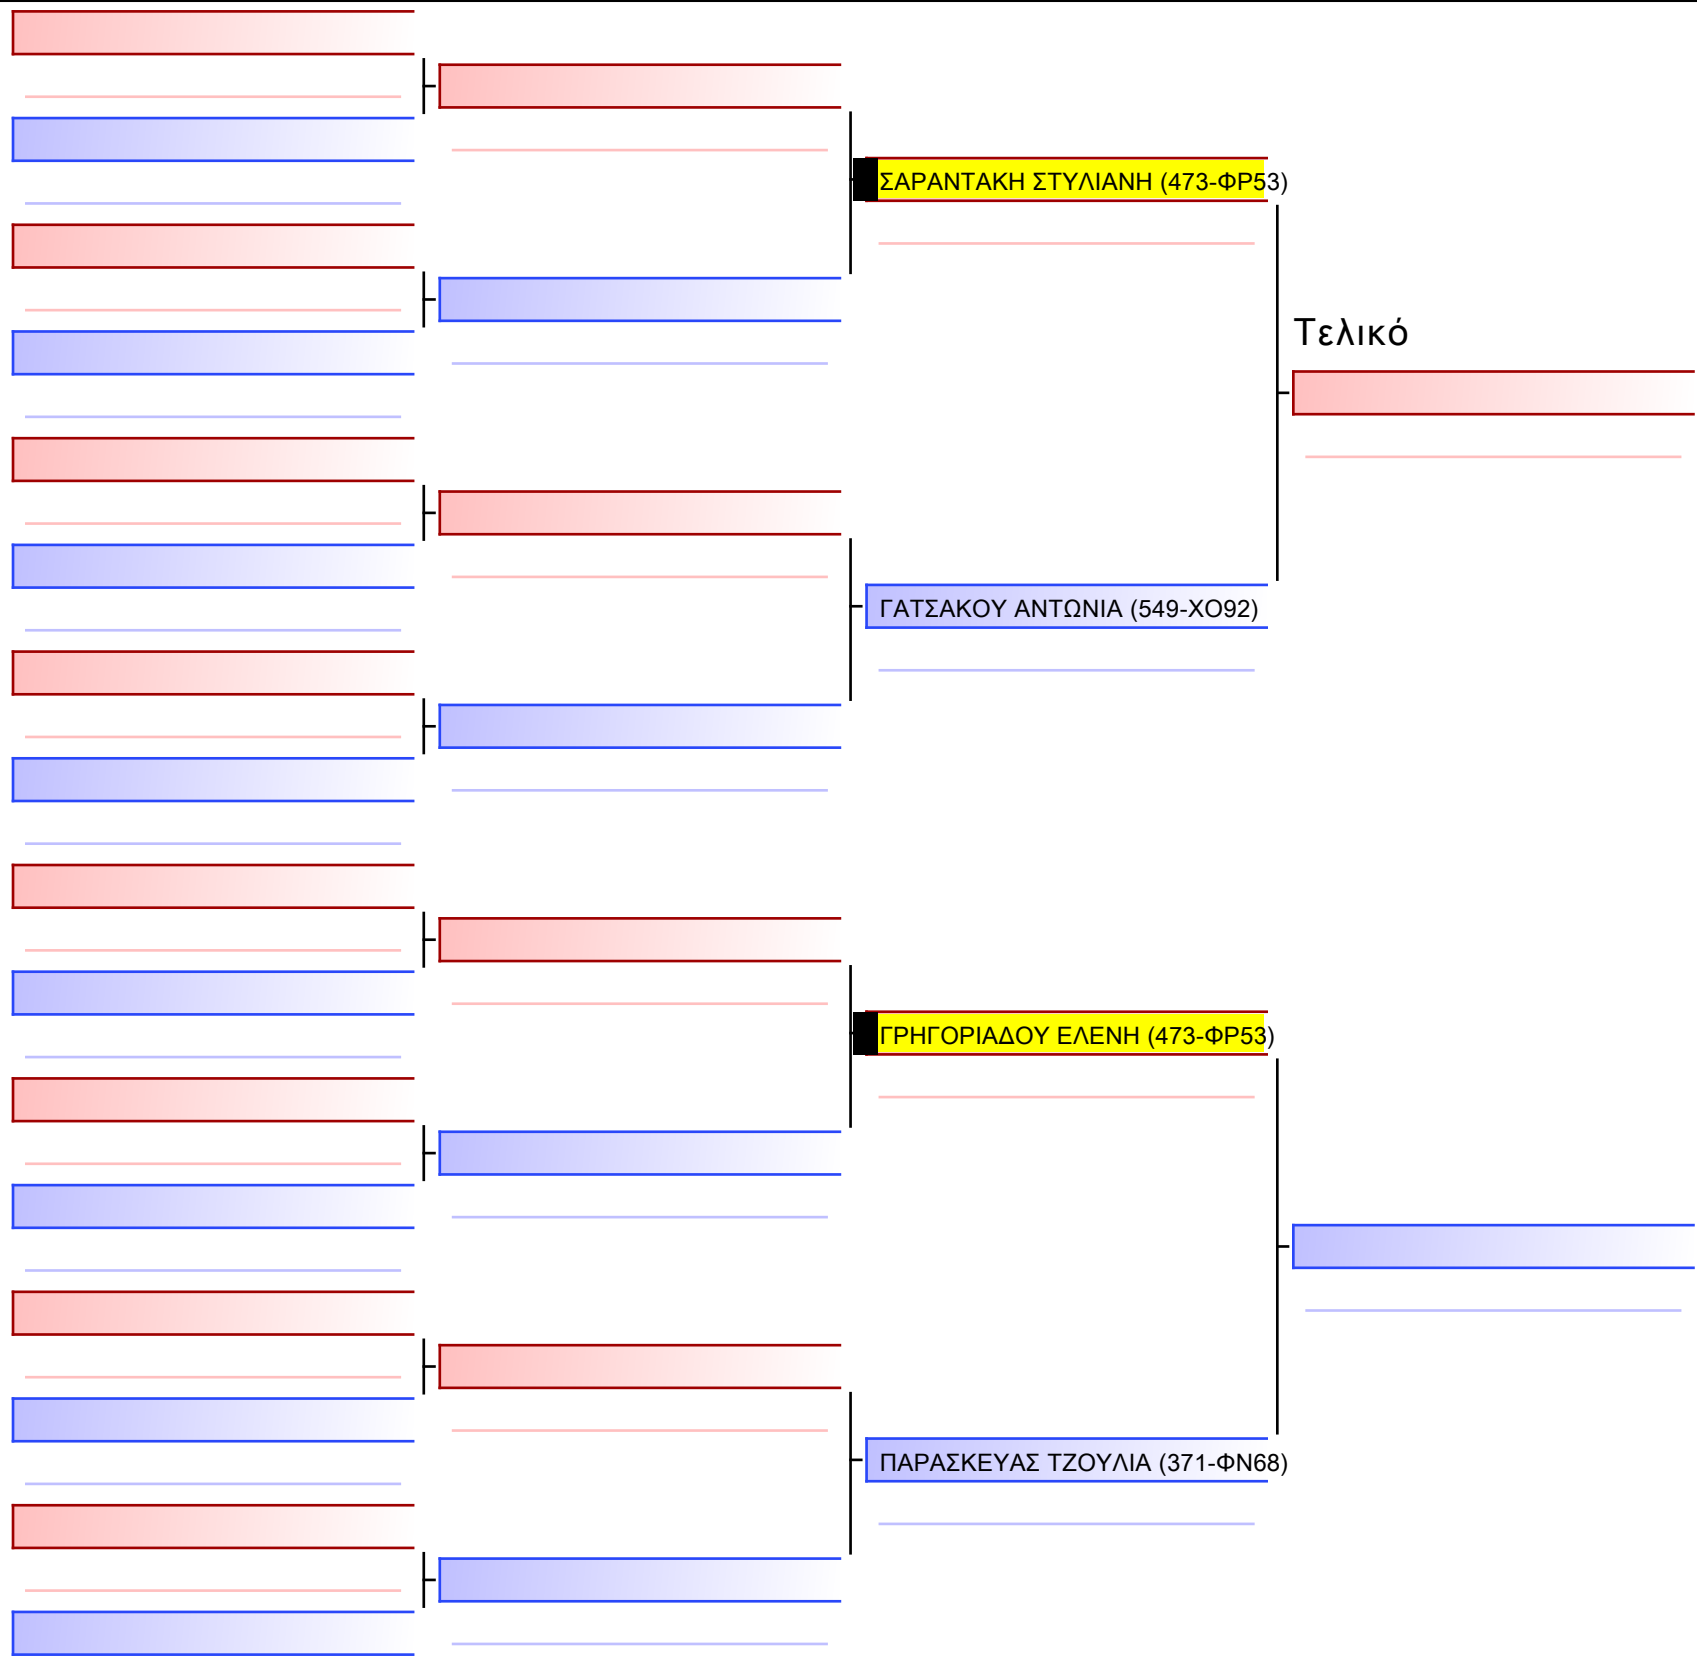 ΣΑΡΑΝΤΑΚΗ ΣΤΥΛΙΑΝΗ (473-ΦΡ53)
Τελικό
ΓΑΤΣΑΚΟΥ ΑΝΤΩΝΙΑ (549-ΧΟ92)
ΓΡΗΓΟΡΙΑΔΟΥ ΕΛΕΝΗ (473-ΦΡ53)
ΠΑΡΑΣΚΕΥΑΣ ΤΖΟΥΛΙΑ (371-ΦΝ68)